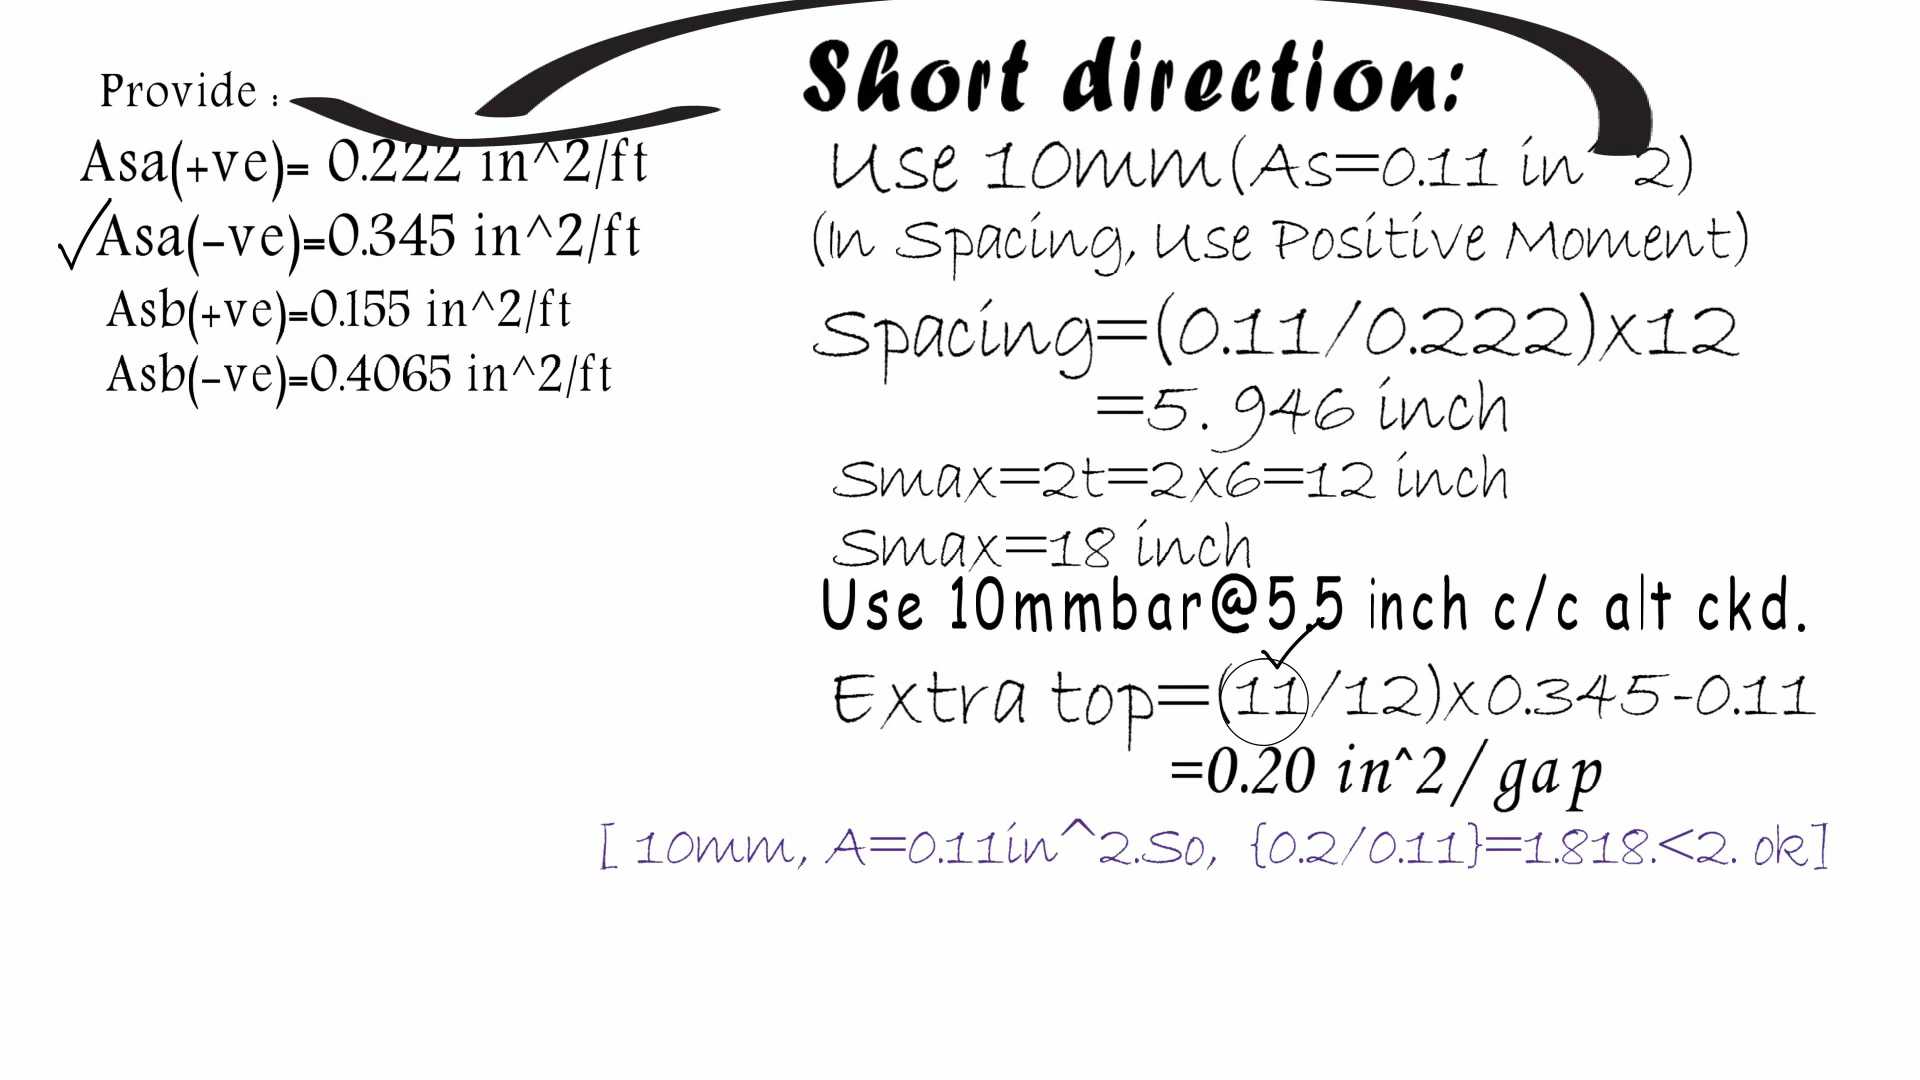 Provide :
Asa(+ve)= 0.222 in^2/ft
Asa(-ve)=0.345 in^2/ft
Asb(+ve)=0.155 in^2/ft
Asb(-ve)=0.4065 in^2/ft
Short direction:
Use 10mm(As=0.11 in^2)
(In Spacing, Use Positive Moment)
Spacing=(0.11/0.222)x12
=5.946 inch
Smax=2t=2x6=12 inch
Smax=18 inch
Use 10mmbar@5.5 inch c/c alt ckd.
Extra top=(11/12)x0.345-0.11
=0.20 in^2/gap
[ 10mm, A=0.11in^2.So, {0.2/0.11}=1.818.<2. ok]